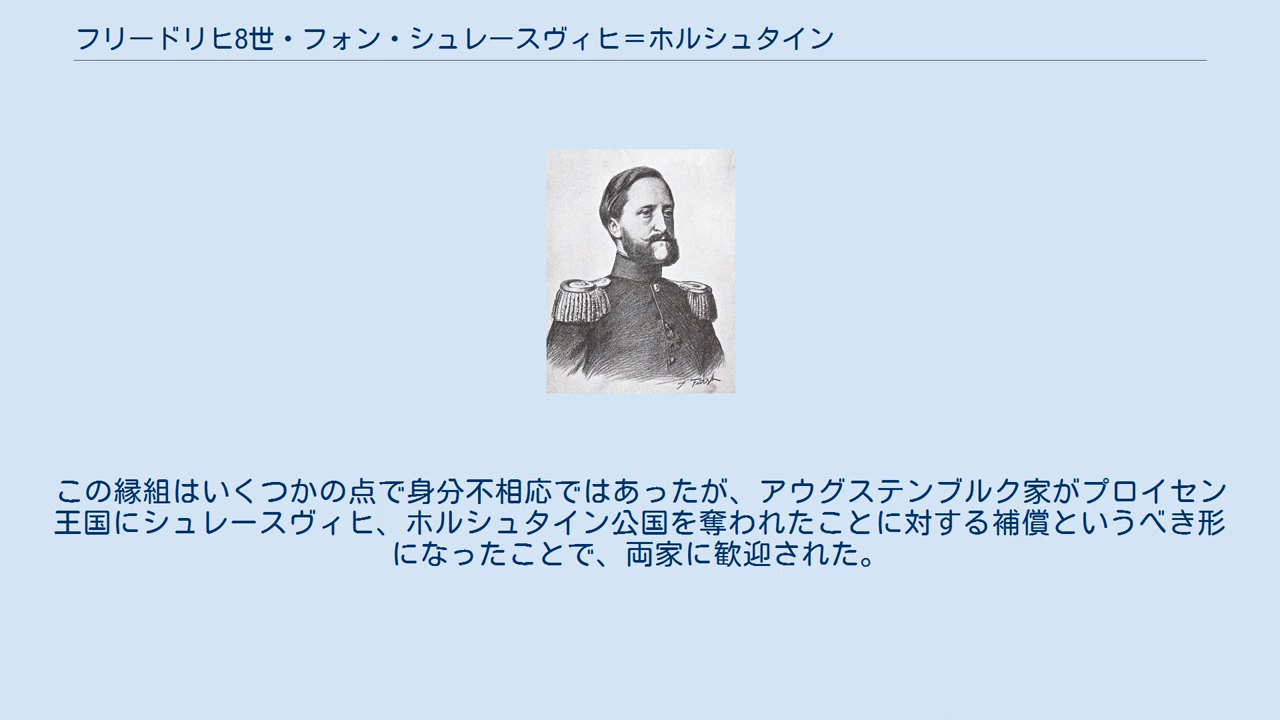 フリードリヒ8世・フォン・シュレースヴィヒ＝ホルシュタイン
この縁組はいくつかの点で身分不相応ではあったが、アウグステンブルク家がプロイセン
王国にシュレースヴィヒ、ホルシュタイン公国を奪われたことに対する補償というべき形
になったことで、両家に歓迎された。